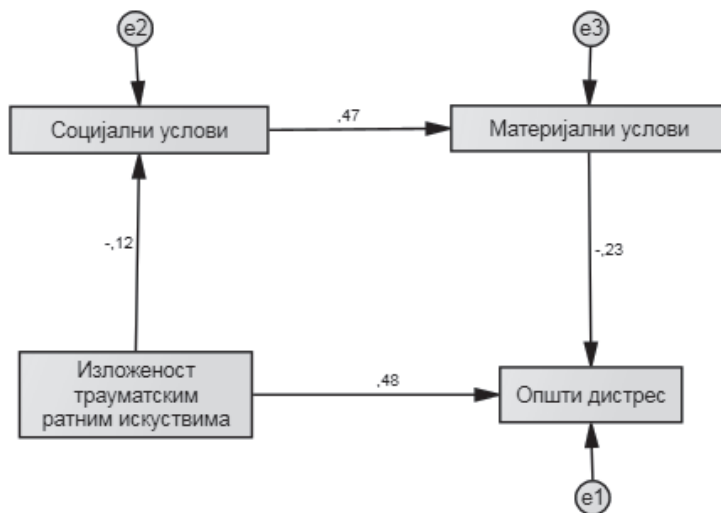 e2
e3
Социјални услови
,47
Материјални услови
-,12
-,23
Изложеност
трауматским
ратним искуствима
,48
Општи дистрес
e1